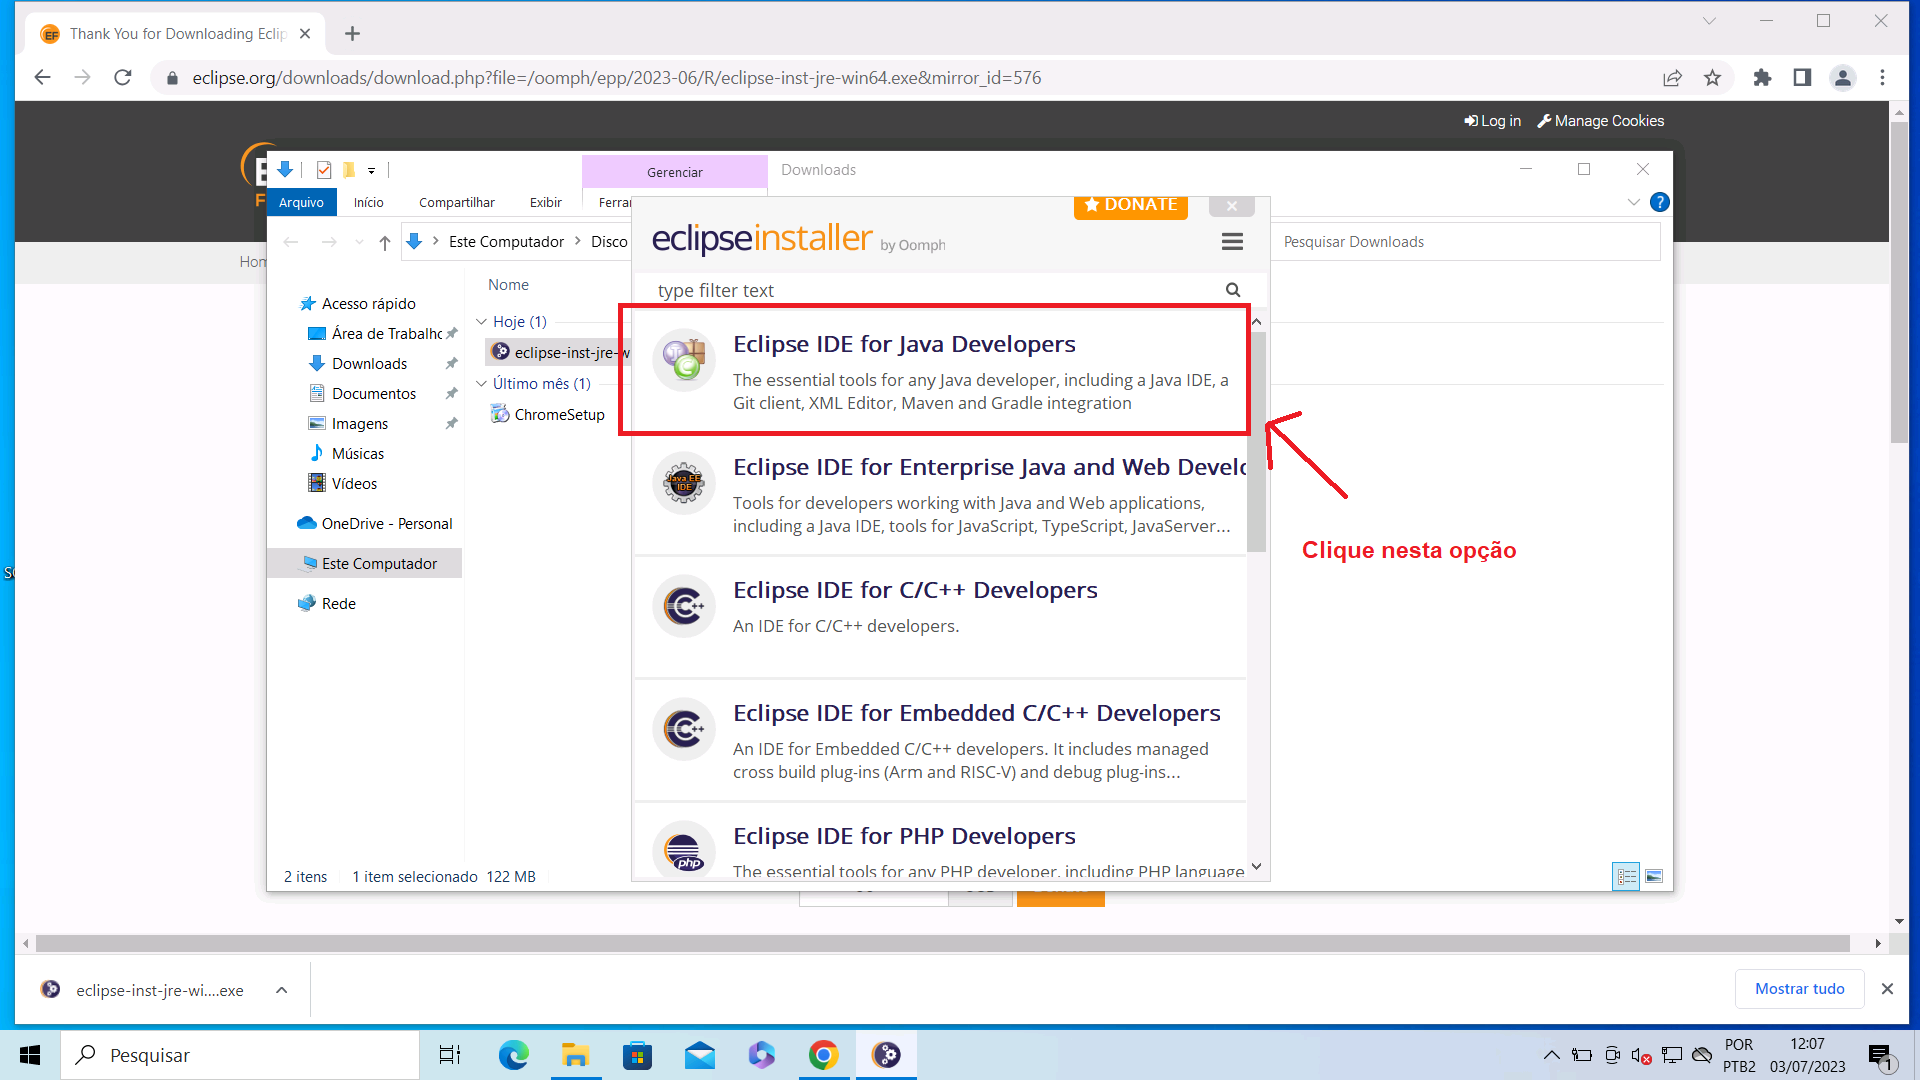 Thank You for Downloading Eclip
eclipse.org/downloads/download.php?file=/oomph/epp/2023-06/R/eclipse-inst-jre-win64.exe&mirror_id=576
Log in
Manage Cookies
Gerenciar
Downloads
Arquivo
Início
Compartilhar
Exibir
Ferra
DONATE
eclipseinstaller by Oomph
Este Computador
Disco
Pesquisar Downloads
Hom
type filter text
Nome
Acesso rápido
Área de Trabalho
Downloads
Documentos
Imagens
Músicas
Vídeos
OneDrive - Personal
Este Computador
Rede
Hoje (1)
eclipse-inst-jre-w
Último mês (1)
ChromeSetup
Eclipse IDE for Java Developers
The essential tools for any Java developer, including a Java IDE, a
Git client, XML Editor, Maven and Gradle integration
Eclipse IDE for Enterprise Java and Web Develo
Tools for developers working with Java and Web applications,
including a Java IDE, tools for JavaScript, TypeScript, JavaServer...
Eclipse IDE for C/C++ Developers
An IDE for C/C++ developers.
Eclipse IDE for Embedded C/C++ Developers
An IDE for Embedded C/C++ developers. It includes managed
cross build plug-ins (Arm and RISC-V) and debug plug-ins...
Eclipse IDE for PHP Developers
The essential tools for any PHP developer, including PHP language
Clique nesta opção
2 itens
1 item selecionado 122 MB
eclipse-inst-jre-wi....exe
Mostrar tudo
Pesquisar
POR
PTB2
12:07
03/07/2023
1